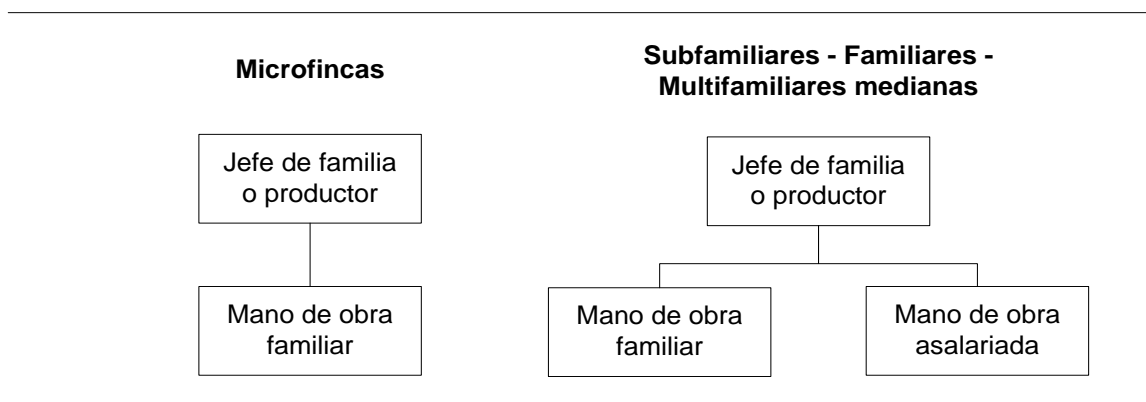 Microfincas
Jefe de familia
o productor
Mano de obra
familiar
Subfamiliares - Familiares -
Multifamiliares medianas
Jefe de familia
o productor
Mano de obra
familiar
Mano de obra
asalariada